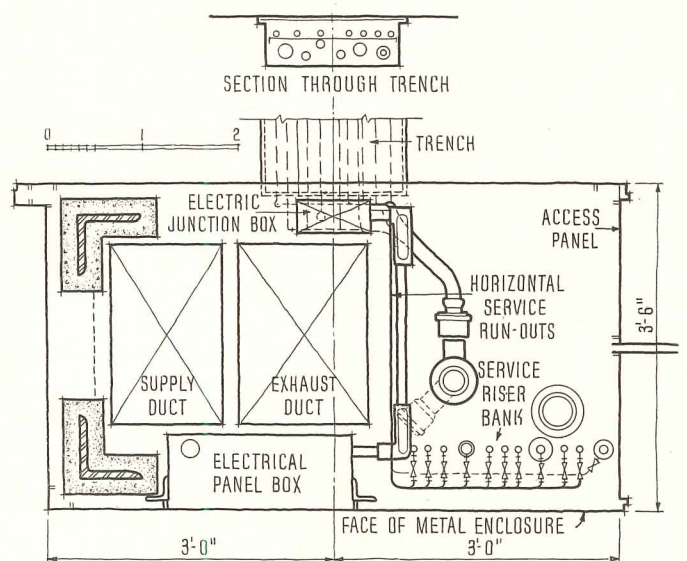 SECTION THROUGH TRENCH
0 1 2
TRENCH
ELECTRIC
JUNCTION BOX
ACCESS
PANEL
HORIZONTAL
SERVICE
RUN-OUTS
3'-6"
SUPPLY
DUCT
EXHAUST
DUCT
SERVICE
RISER
BANK
ELECTRICAL
PANEL BOX
FACE OF METAL ENCLOSURE
3'-0"
3'-0"